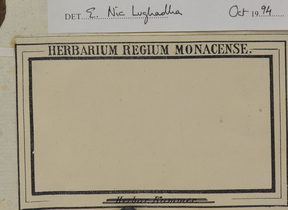 DET. E. Nic Lughadha Oct 1994
HERBARIUM REGIUM MONACENSE.